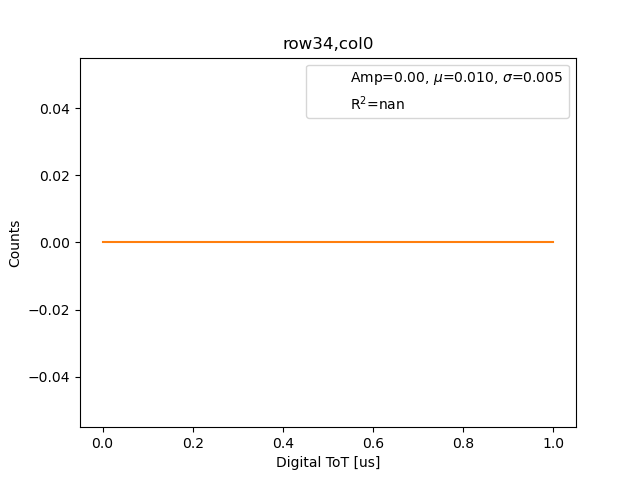 row34,col0
Amp=0.00, μ=0.010, σ=0.005
R²=nan
Counts
0.04
0.02
0.00
−0.02
−0.04
0.0 0.2 0.4 0.6 0.8 1.0
Digital ToT [us]